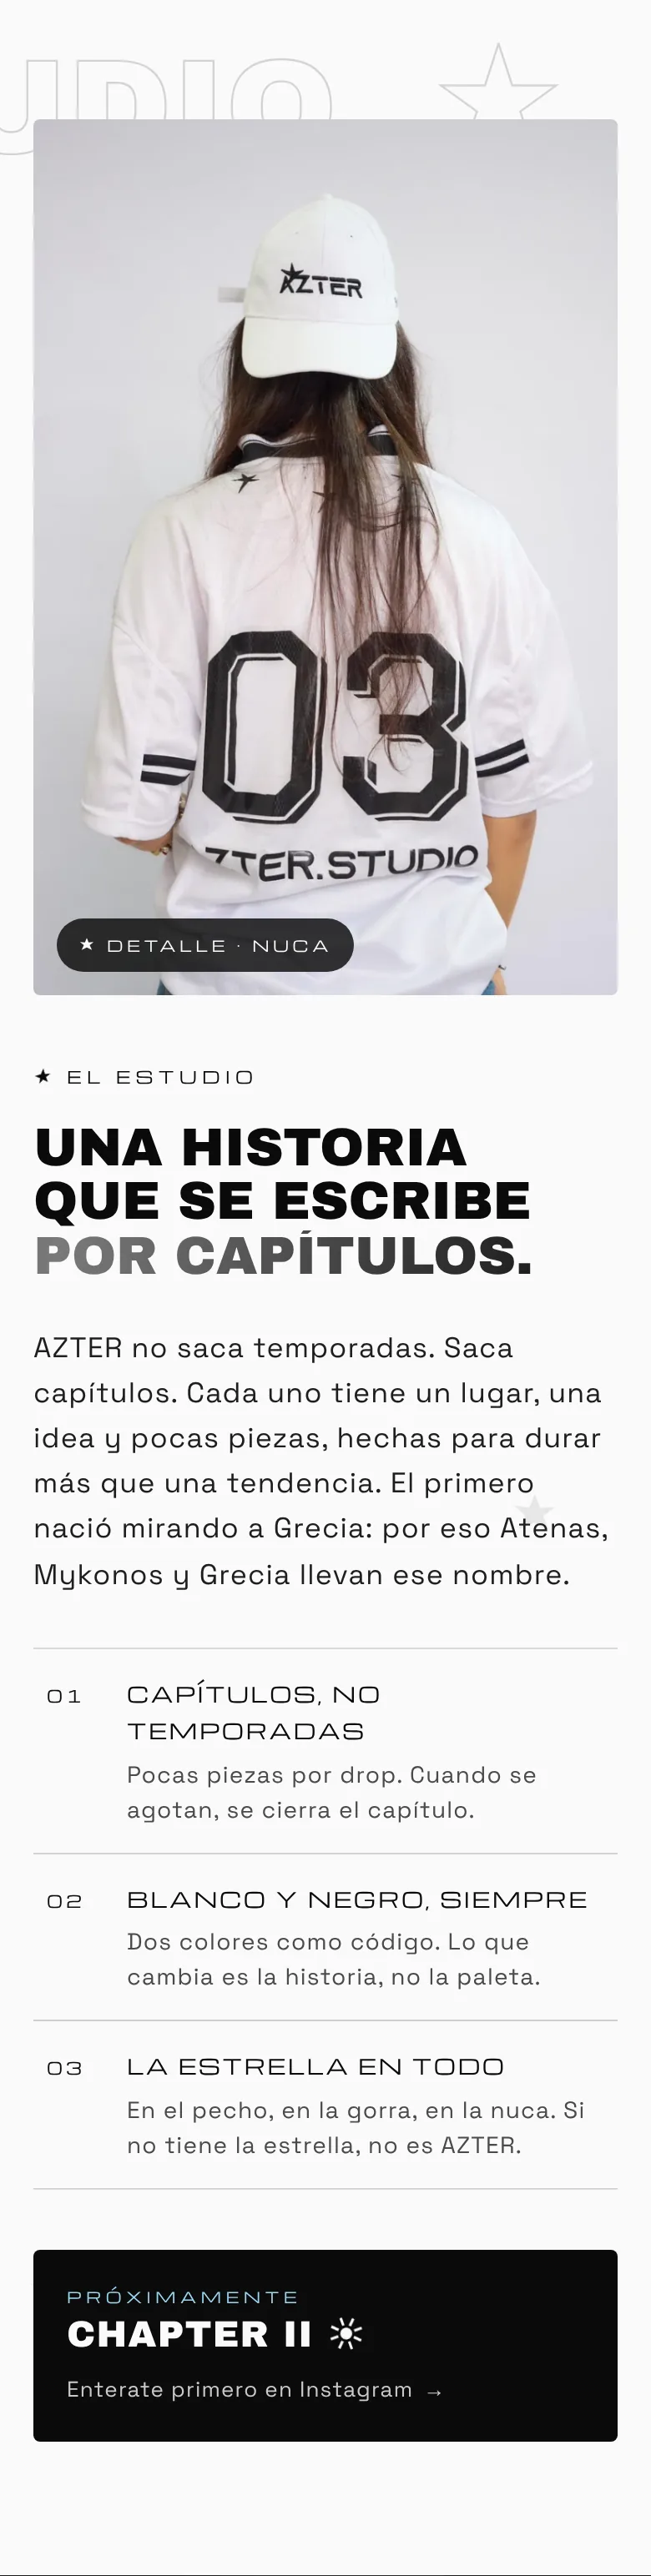 UDIO ☆
AZTER
03
ZTER.STUDIO
★ DETALLE · NUCA
★ EL ESTUDIO
UNA HISTORIA
QUE SE ESCRIBE
POR CAPÍTULOS.
AZTER no saca temporadas. Saca
capítulos. Cada uno tiene un lugar, una
idea y pocas piezas, hechas para durar
más que una tendencia. El primero
nació mirando a Grecia: por eso Atenas,
Mykonos y Grecia llevan ese nombre.
01 CAPÍTULOS, NO
TEMPORADAS
Pocas piezas por drop. Cuando se
agotan, se cierra el capítulo.
02 BLANCO Y NEGRO, SIEMPRE
Dos colores como código. Lo que
cambia es la historia, no la paleta.
03 LA ESTRELLA EN TODO
En el pecho, en la gorra, en la nuca. Si
no tiene la estrella, no es AZTER.
PRÓXIMAMENTE
CHAPTER II ☀
Enterate primero en Instagram →